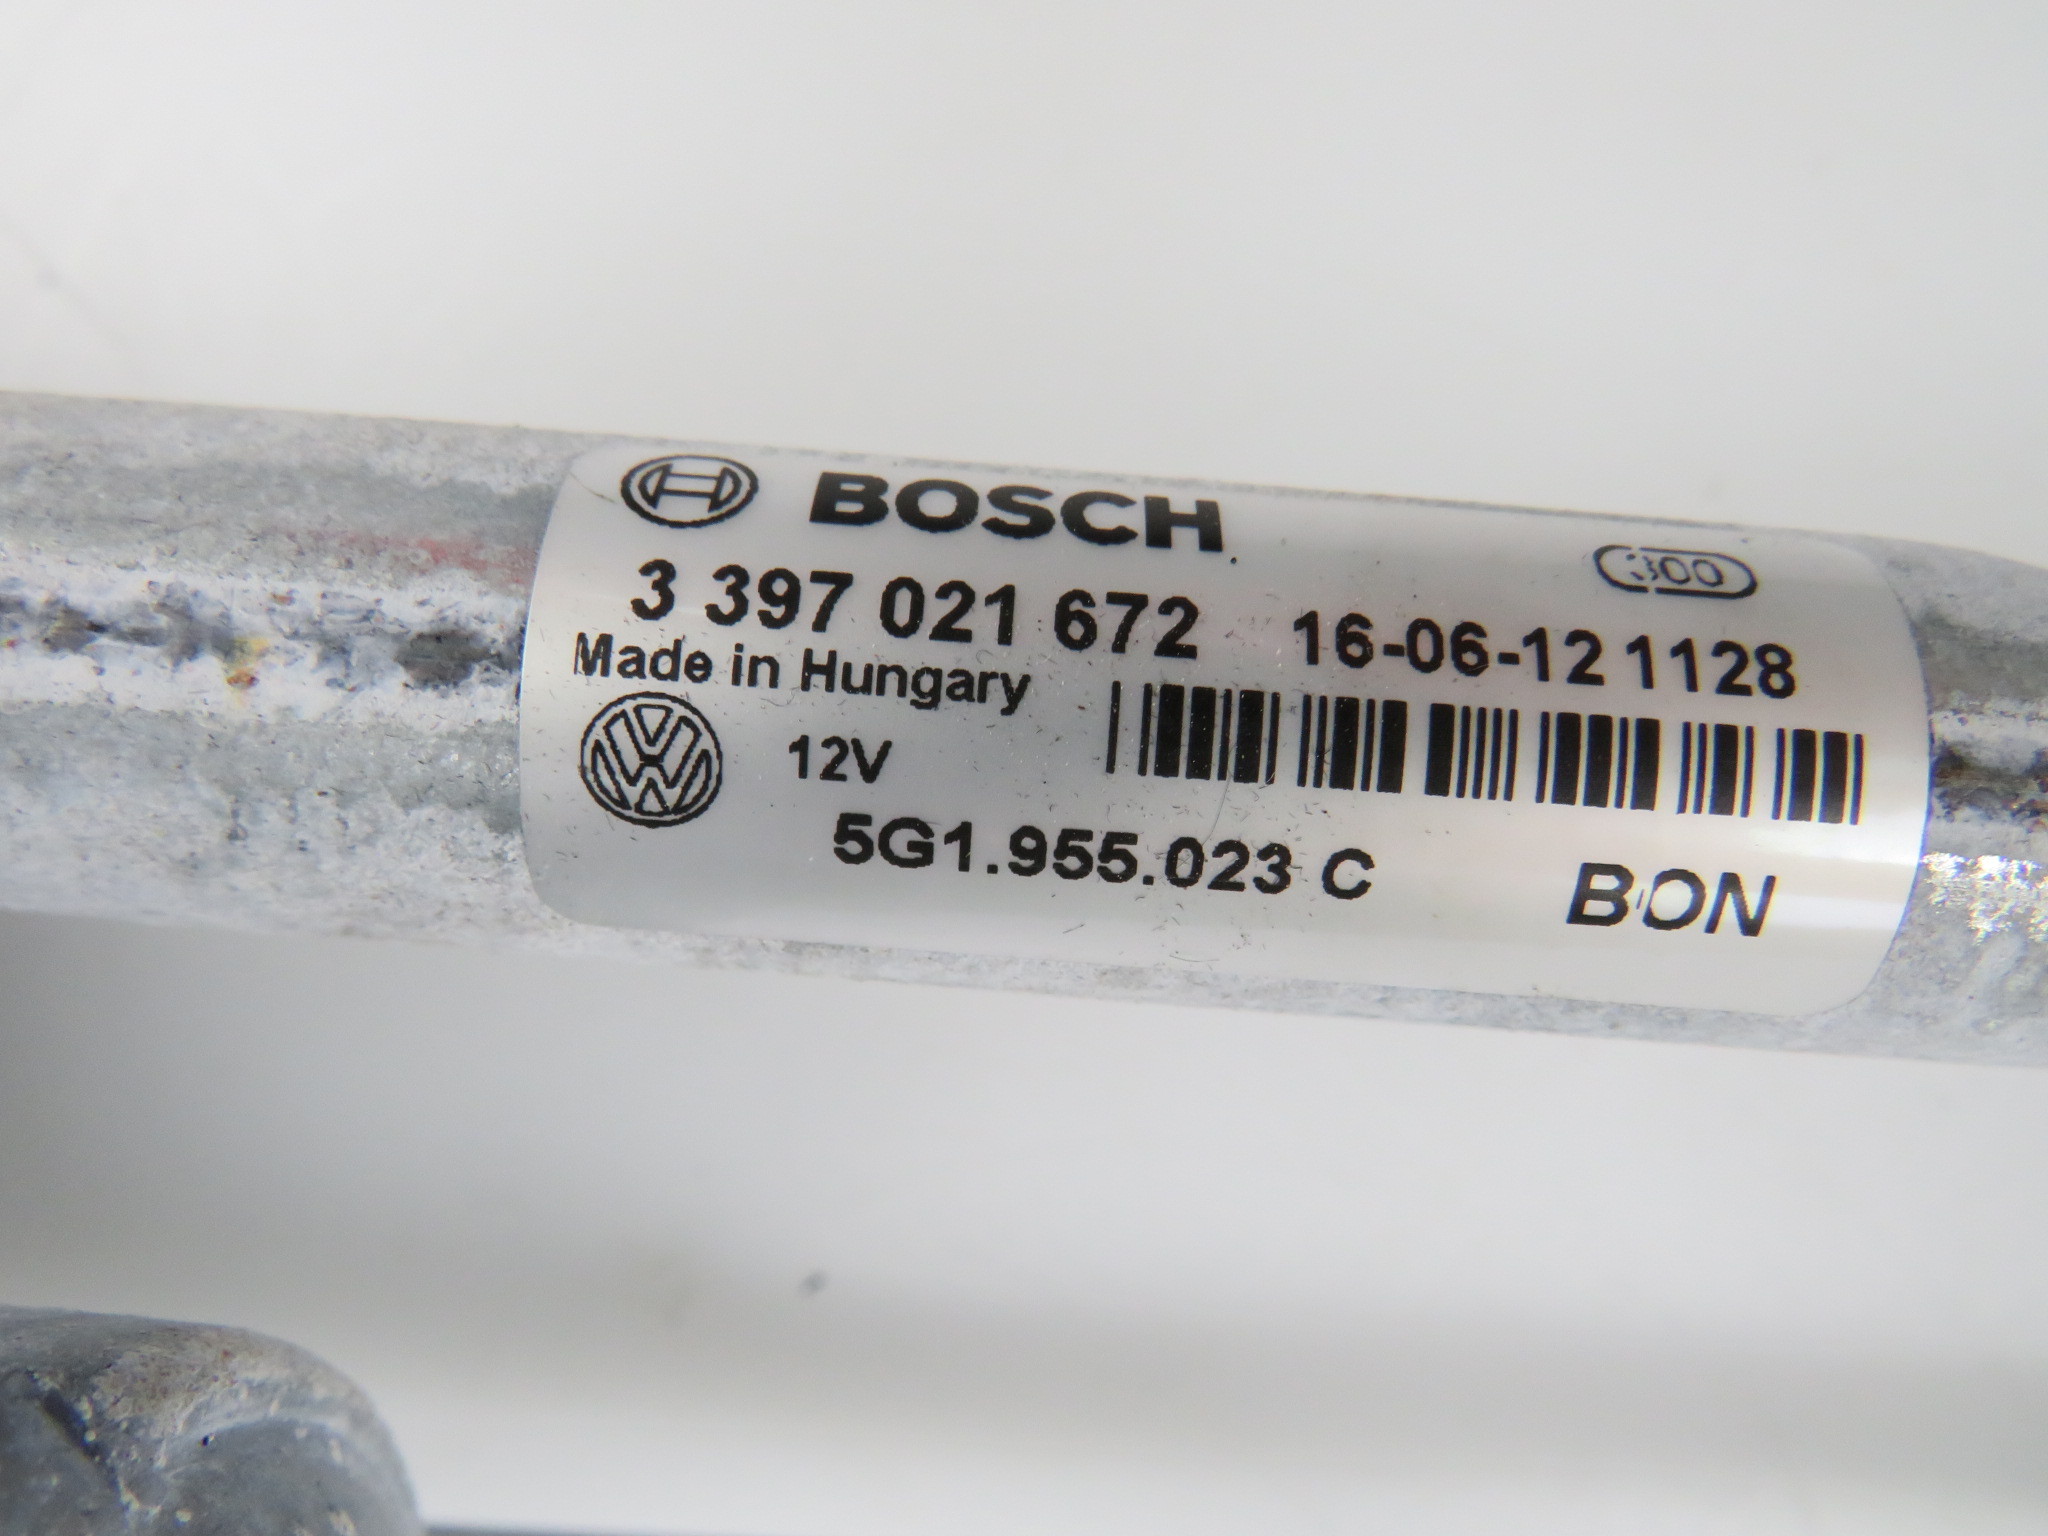 BOSCH
300
3 397 021 672 16-06-12 1128
Made in Hungary
12V
5G1.955.023 C
BON